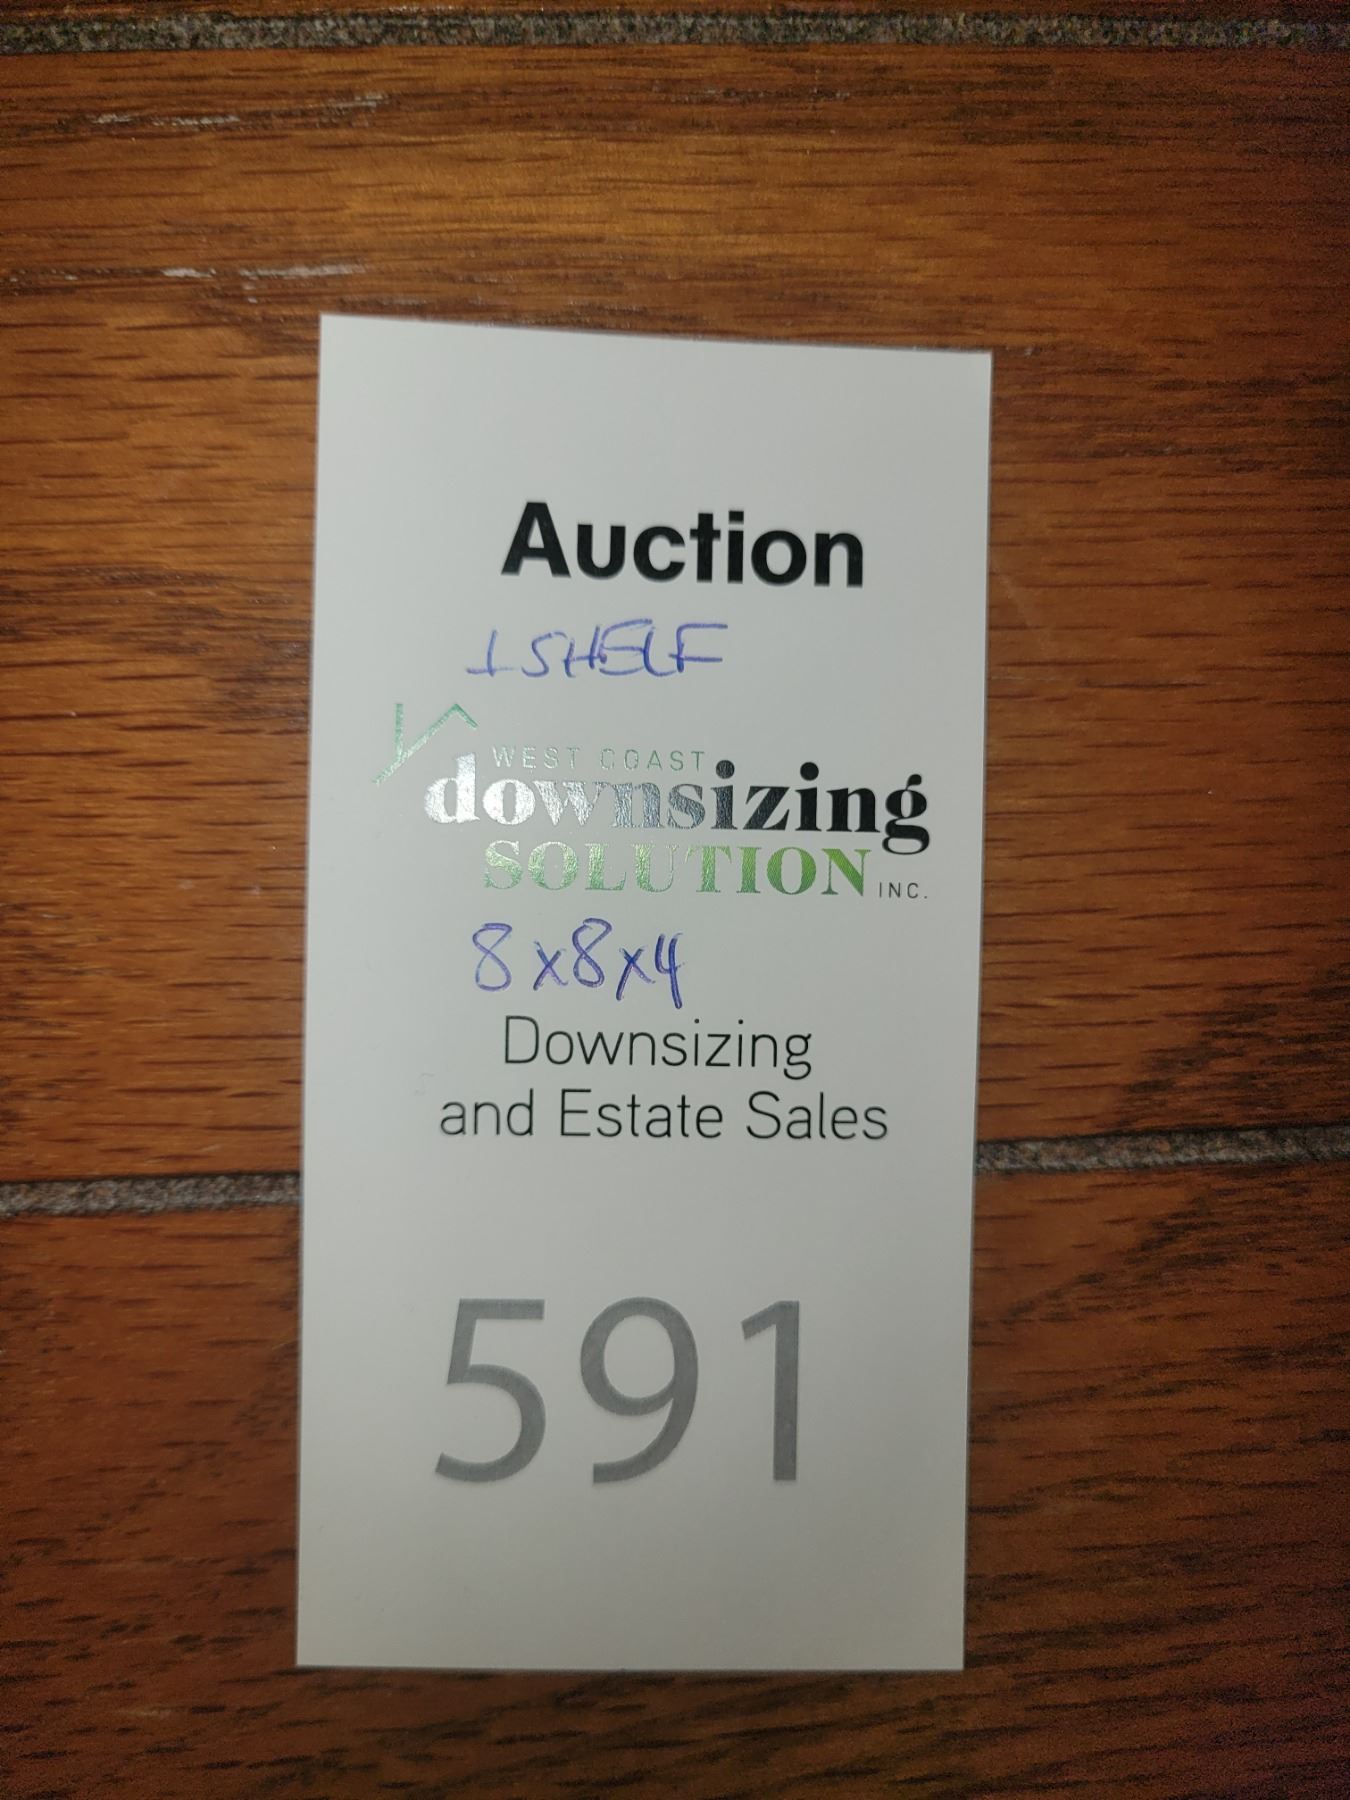 Auction
1 SHELF
WEST COAST
downsizing
SOLUTION INC.
8x8x4
Downsizing
and Estate Sales
591